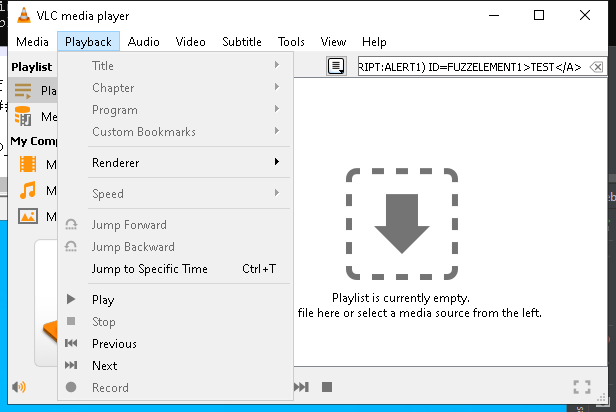 VLC media player
Media Playback Audio Video Subtitle Tools View Help
Playlist
RIPT:ALERT1) ID=FUZZELEMENT1>TEST</A>
Title
Chapter
Program
Custom Bookmarks
My Comp
Renderer
Speed
Jump Forward
Jump Backward
Jump to Specific Time Ctrl+T
Play
Stop
Previous
Next
Record
Playlist is currently empty.
file here or select a media source from the left.